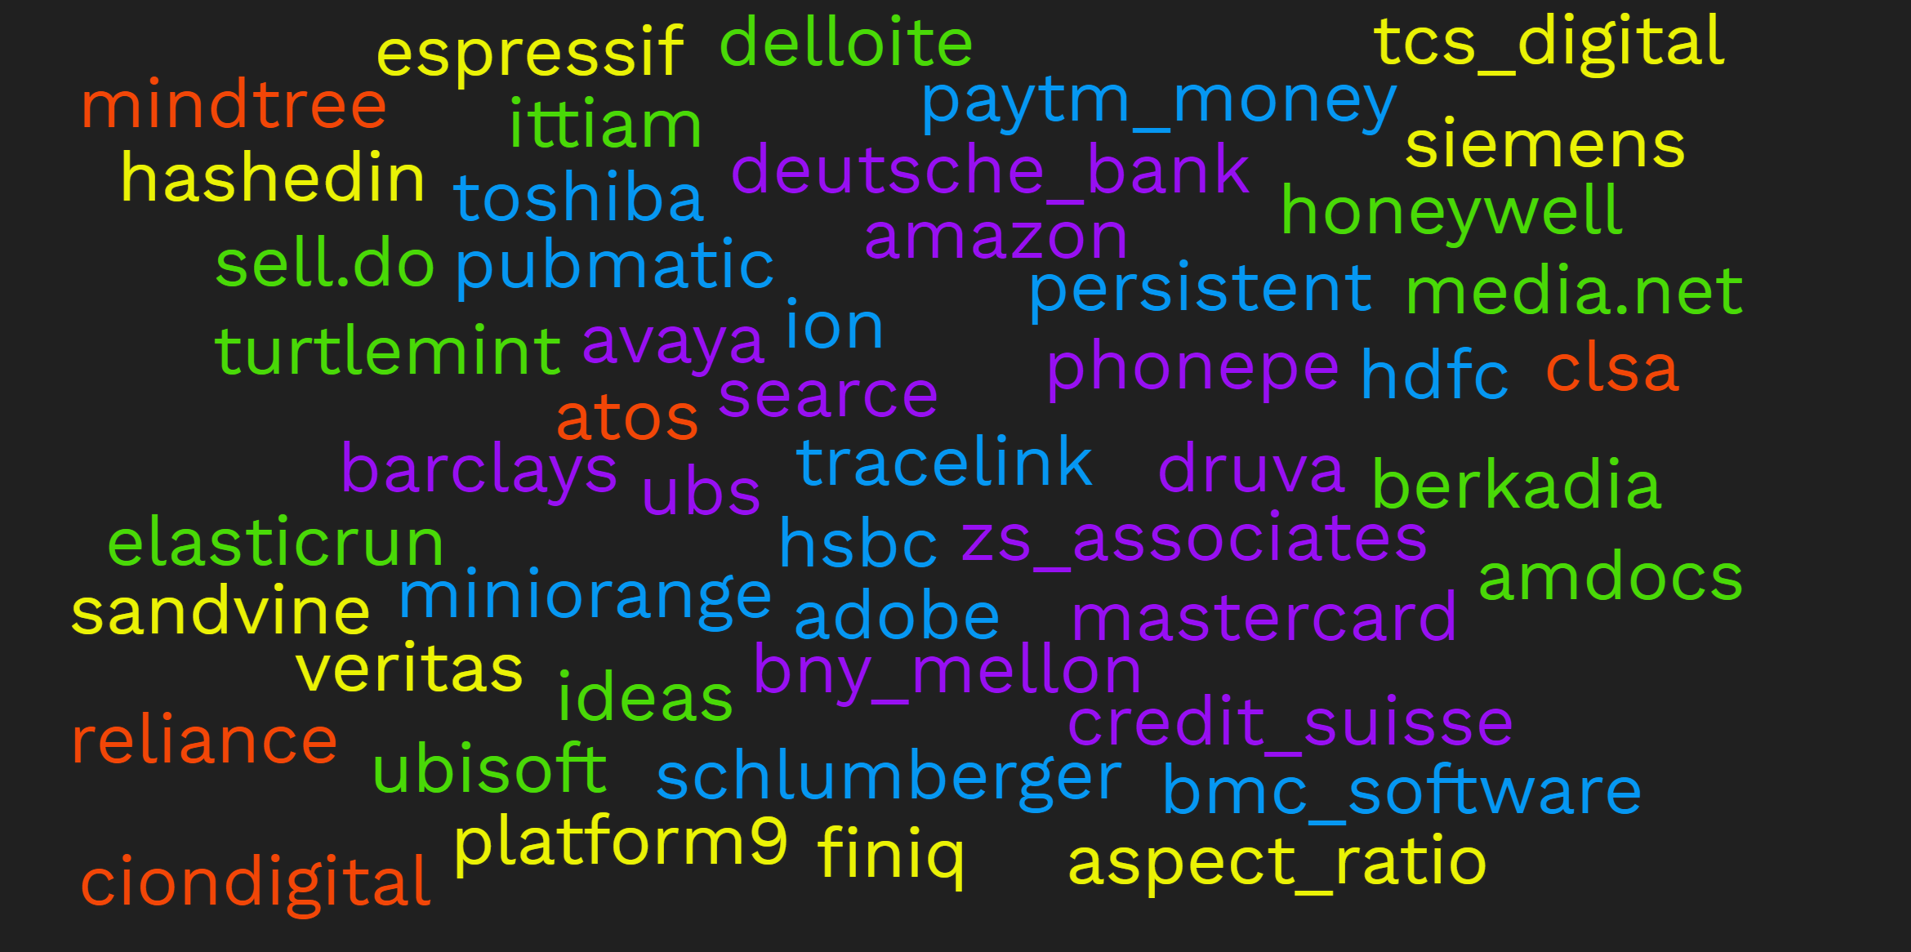 espressif delloite tcs_digital
mindtree ittiam paytm_money siemens
hashedin toshiba deutsche_bank honeywell
sell.do pubmatic amazon persistent media.net
turtlemint avaya ion phonepe hdfc clsa
atos searce
barclays ubs tracelink druva berkadia
elasticrun hsbc zs_associates amdocs
sandvine miniorange adobe mastercard
veritas ideas bny_mellon
reliance ubisoft schlumberger credit_suisse bmc_software
ciondigital platform9 finiq aspect_ratio